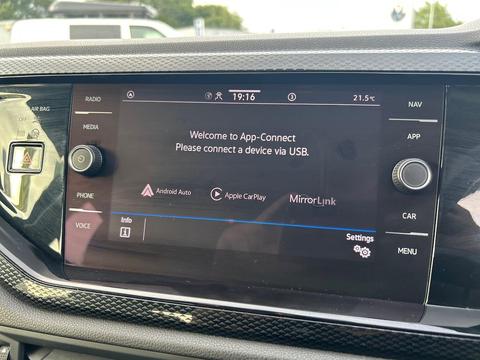 AIR BAG
OFF
RADIO
MEDIA
PHONE
VOICE
19:16
21.5°C
Welcome to App-Connect
Please connect a device via USB.
Android Auto
Apple CarPlay
MirrorLink
Info
Settings
NAV
APP
CAR
MENU